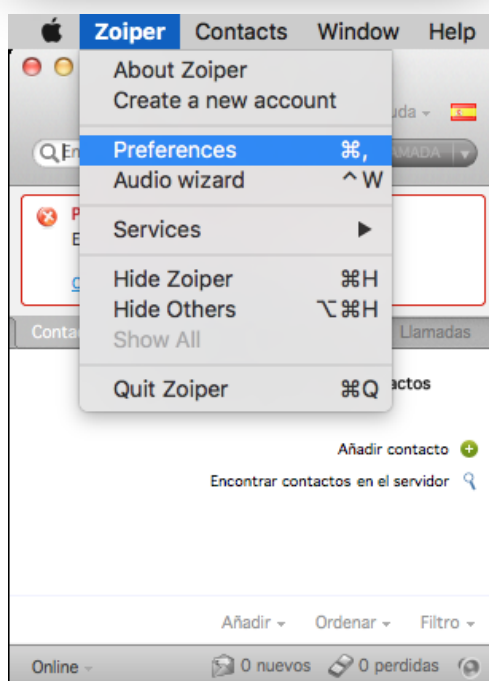 Zoiper Contacts Window Help
About Zoiper
Create a new account
Preferences ⌘,
Audio wizard ^W
Services ▶
Hide Zoiper ⌘H
Hide Others ⌥⌘H
Show All
Quit Zoiper ⌘Q
Llamadas
Añadir contacto
Encontrar contactos en el servidor
Añadir Ordenar Filtro
Online 0 nuevos 0 perdidas